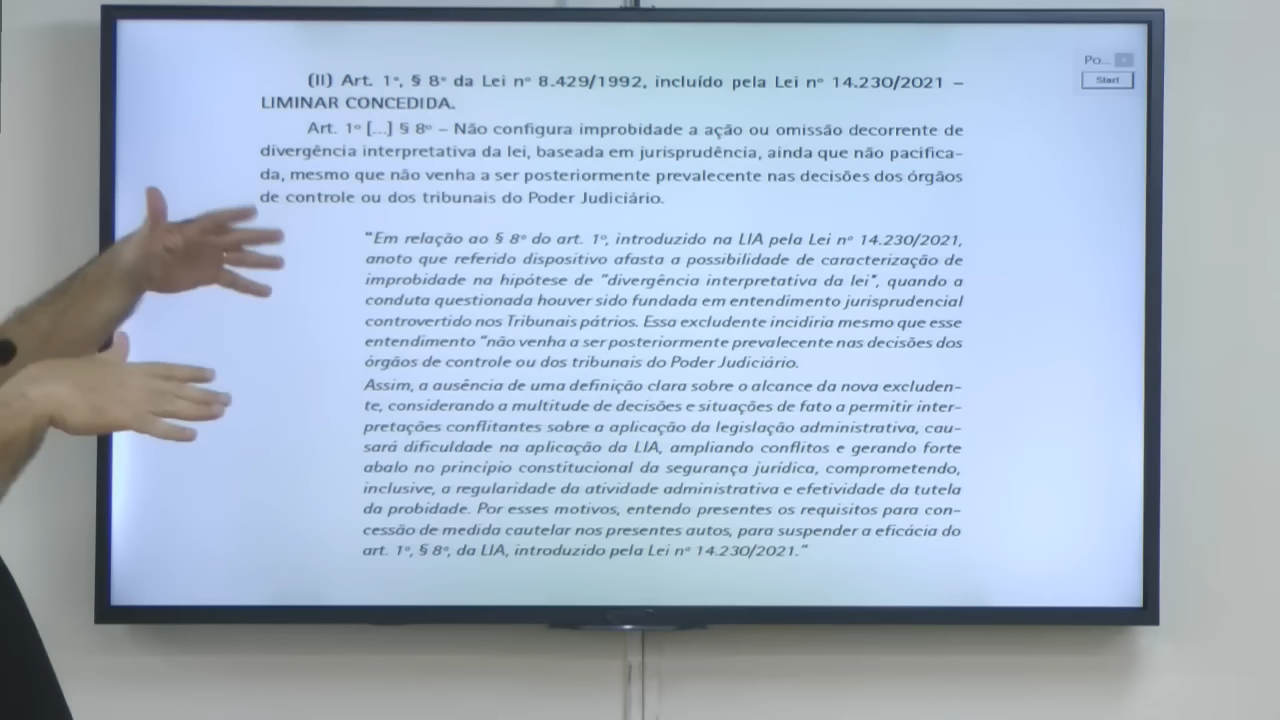 (II) Art. 1º, § 8º da Lei nº 8.429/1992, incluído pela Lei nº 14.230/2021 –
LIMINAR CONCEDIDA.
Art. 1º [...] § 8º – Não configura improbidade a ação ou omissão decorrente de
divergência interpretativa da lei, baseada em jurisprudência, ainda que não pacifica-
da, mesmo que não venha a ser posteriormente prevalecente nas decisões dos órgãos
de controle ou dos tribunais do Poder Judiciário.
"Em relação ao § 8º do art. 1º, introduzido na LIA pela Lei nº 14.230/2021,
anoto que referido dispositivo afasta a possibilidade de caracterização de
improbidade na hipótese de "divergência interpretativa da lei", quando a
conduta questionada houver sido fundada em entendimento jurisprudencial
controvertido nos Tribunais pátrios. Essa excludente incidiria mesmo que esse
entendimento "não venha a ser posteriormente prevalecente nas decisões dos
órgãos de controle ou dos tribunais do Poder Judiciário.
Assim, a ausência de uma definição clara sobre o alcance da nova excluden-
te, considerando a multitude de decisões e situações de fato a permitir inter-
pretações conflitantes sobre a aplicação da legislação administrativa, cau-
sará dificuldade na aplicação da LIA, ampliando conflitos e gerando forte
abalo no princípio constitucional da segurança jurídica, comprometendo,
inclusive, a regularidade da atividade administrativa e efetividade da tutela
da probidade. Por esses motivos, entendo presentes os requisitos para con-
cessão de medida cautelar nos presentes autos, para suspender a eficácia do
art. 1º, § 8º, da LIA, introduzido pela Lei nº 14.230/2021."
Po...
Start